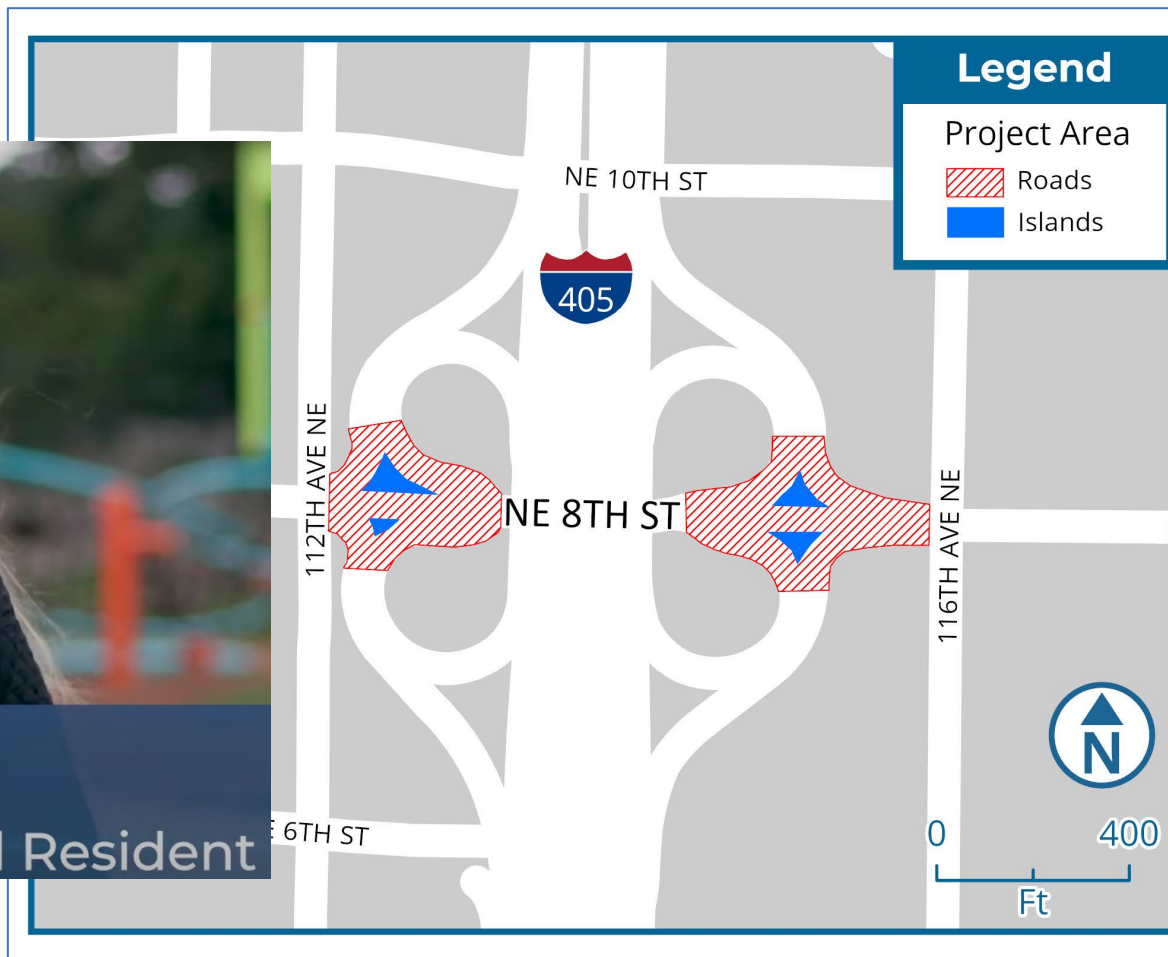 Legend
Project Area
Roads
Islands
NE 10TH ST
405
112TH AVE NE
NE 8TH ST
116TH AVE NE
N
6TH ST
0 400
Ft
Resident